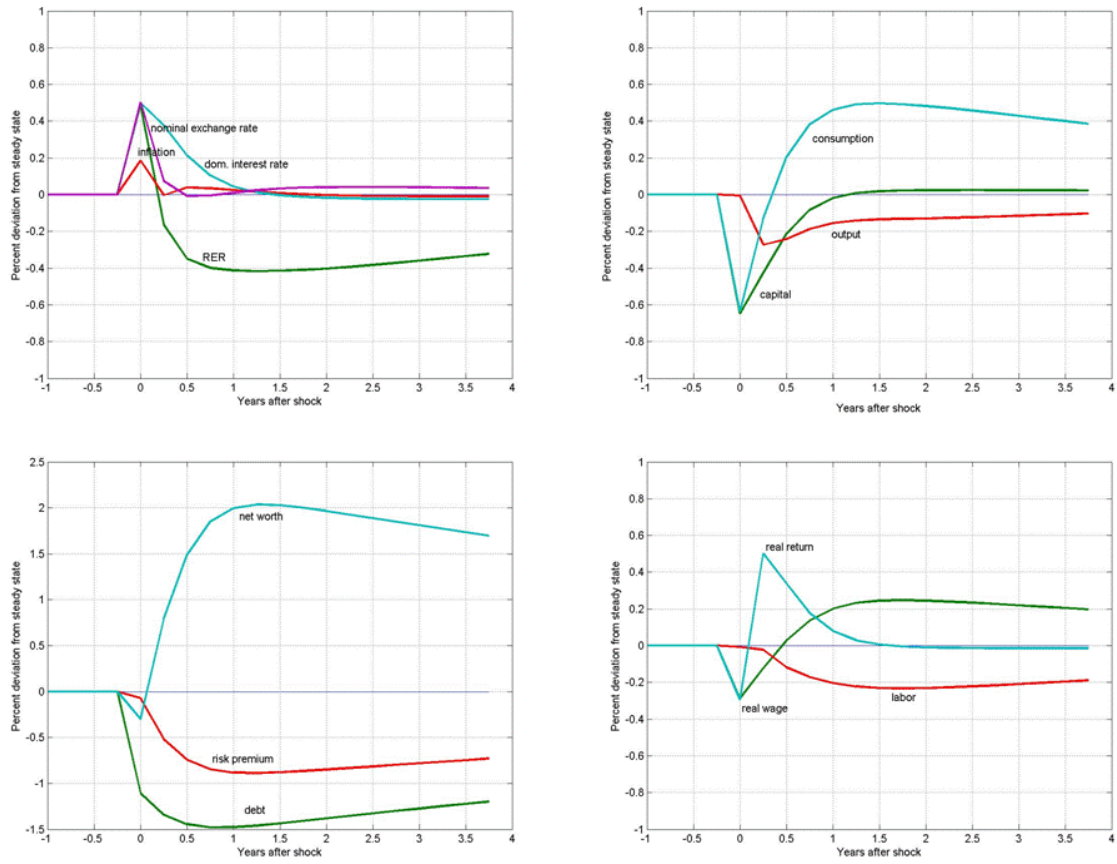 Percent deviation from steady state
1
0.8
0.6
0.4
0.2
0
-0.2
-0.4
-0.6
-0.8
-1
nominal exchange rate
inflation
dom. interest rate
RER
-1 -0.5 0 0.5 1 1.5 2 2.5 3 3.5 4
Years after shock
Percent deviation from steady state
1
0.8
0.6
0.4
0.2
0
-0.2
-0.4
-0.6
-0.8
-1
consumption
output
capital
-1 -0.5 0 0.5 1 1.5 2 2.5 3 3.5 4
Years after shock
Percent deviation from steady state
2.5
2
1.5
1
0.5
0
-0.5
-1
-1.5
net worth
risk premium
debt
-1 -0.5 0 0.5 1 1.5 2 2.5 3 3.5 4
Years after shock
Percent deviation from steady state
1
0.8
0.6
0.4
0.2
0
-0.2
-0.4
-0.6
-0.8
-1
real return
real wage
labor
-1 -0.5 0 0.5 1 1.5 2 2.5 3 3.5 4
Years after shock